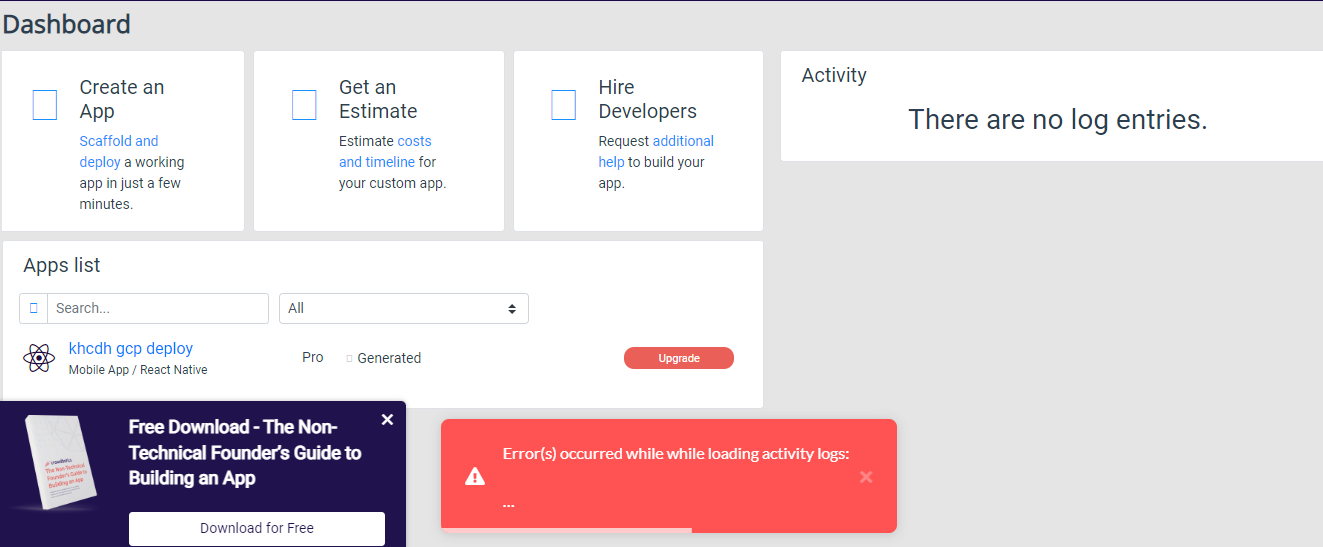 Dashboard
Create an
App
Scaffold and
deploy a working
app in just a few
minutes.
Get an
Estimate
Estimate costs
and timeline for
your custom app.
Hire
Developers
Request additional
help to build your
app.
Activity
There are no log entries.
Apps list
Search...
All
khcdh gcp deploy
Mobile App / React Native
Pro
Generated
Upgrade
crowdbotics
The Non-Technical
Founder's Guide to
Building an App
Free Download - The Non-
Technical Founder's Guide to
Building an App
Download for Free
Error(s) occurred while while loading activity logs:
...